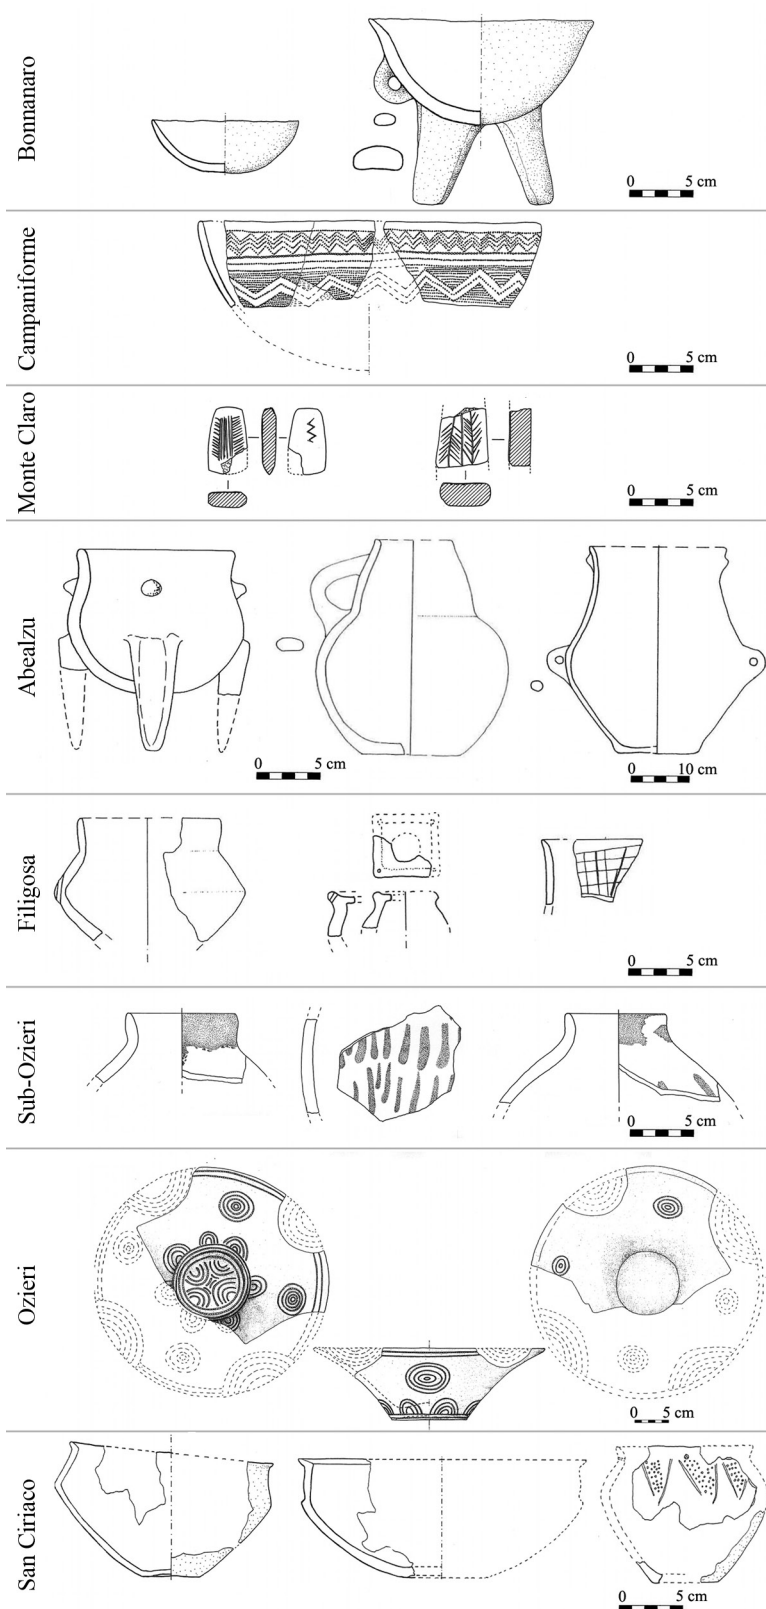 Bonnanaro
0 5 cm
Campaniforme
0 5 cm
Monte Claro
0 5 cm
Abealzu
0 5 cm
0 10 cm
Filigosa
0 5 cm
Sub-Ozieri
0 5 cm
Ozieri
0 5 cm
San Ciriaco
0 5 cm